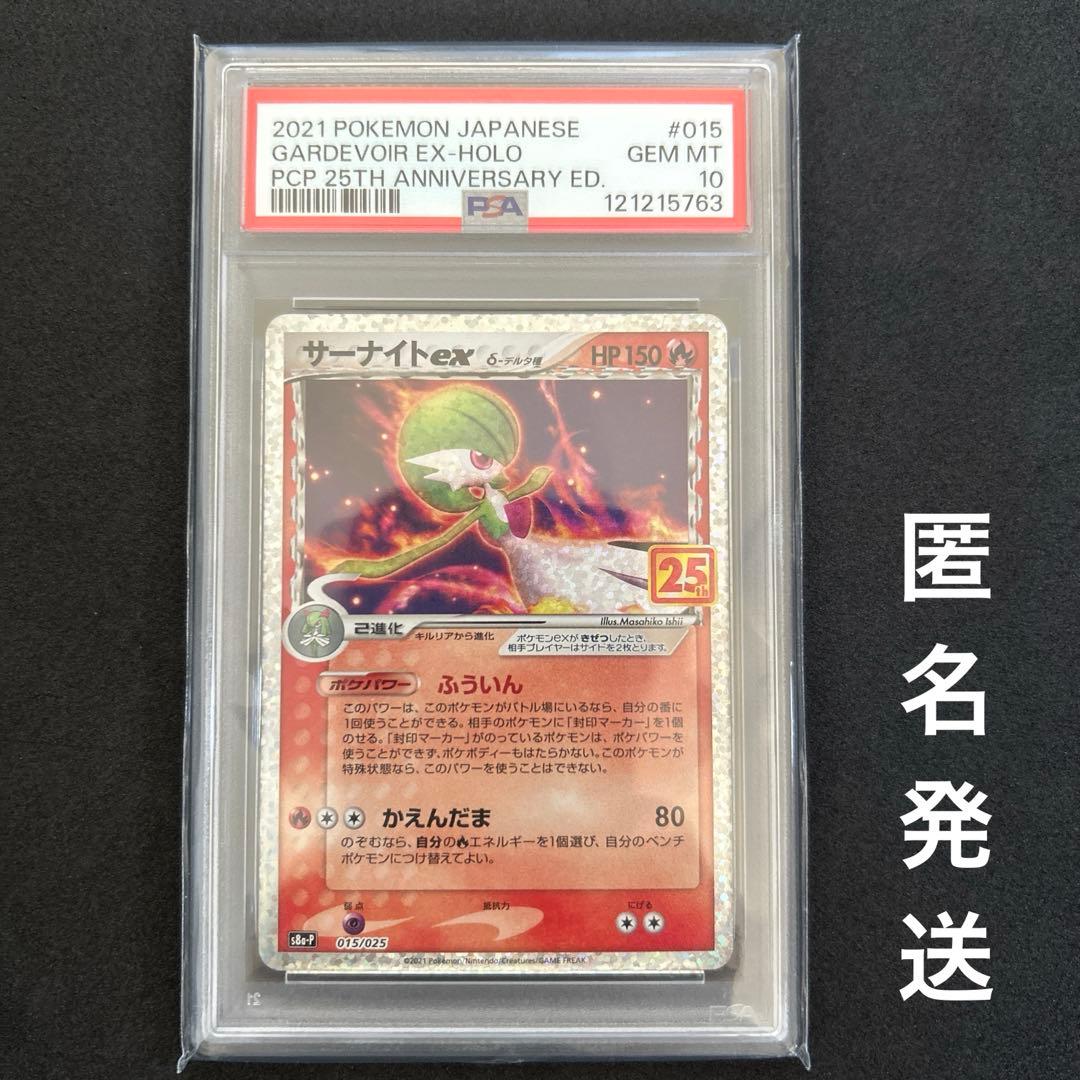 2021 POKEMON JAPANESE #015
GARDEVOIR EX-HOLO GEM MT
PCP 25TH ANNIVERSARY ED. 10
PSA 121215763
サーナイトex δ-デルタ種 HP150
25th
Illus.Masahiko Ishii
2進化 キルリアから進化
ポケモンexがきぜつしたとき、
相手プレイヤーはサイドを2枚とります。
ポケパワー ふういん
このパワーは、このポケモンがバトル場にいるなら、自分の番に
1回使うことができる。相手のポケモンに「封印マーカー」を1個
のせる。「封印マーカー」がのっているポケモンは、ポケパワーを
使うことができず、ポケボディーもはたらかない。このポケモンが
特殊状態なら、このパワーを使うことはできない。
かえんだま 80
のぞむなら、自分のエネルギーを1個選び、自分のベンチ
ポケモンにつけ替えてよい。
弱点 抵抗力 にげる
s8a-P 015/025
©2021 Pokémon/Nintendo/Creatures/GAME FREAK
匿名発送